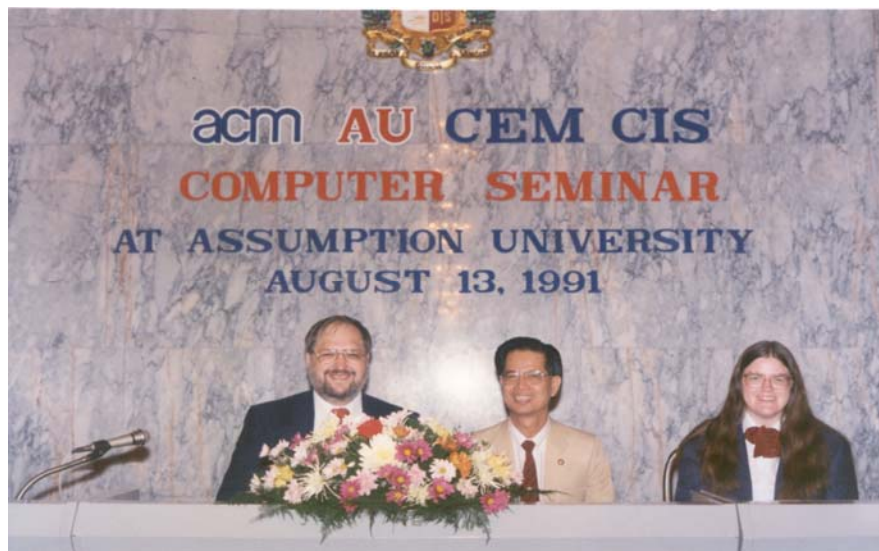 acm AU CEM CIS
COMPUTER SEMINAR
AT ASSUMPTION UNIVERSITY
AUGUST 13, 1991